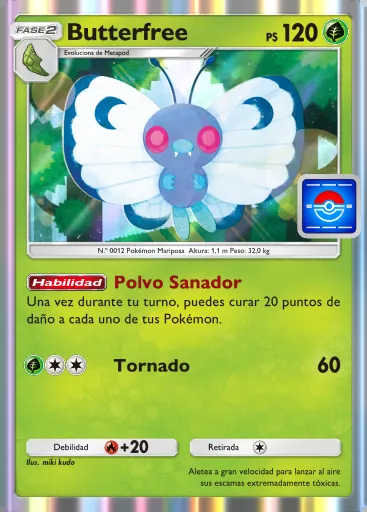 FASE2
Butterfree
PS 120
Evoluciona de Metapod
N.º 0012 Pokémon Mariposa Altura: 1,1 m Peso: 32,0 kg
Habilidad Polvo Sanador
Una vez durante tu turno, puedes curar 20 puntos de
daño a cada uno de tus Pokémon.
Tornado 60
Debilidad +20 Retirada
Ilus. miki kudo
Aletea a gran velocidad para lanzar al aire
sus escamas extremadamente tóxicas.